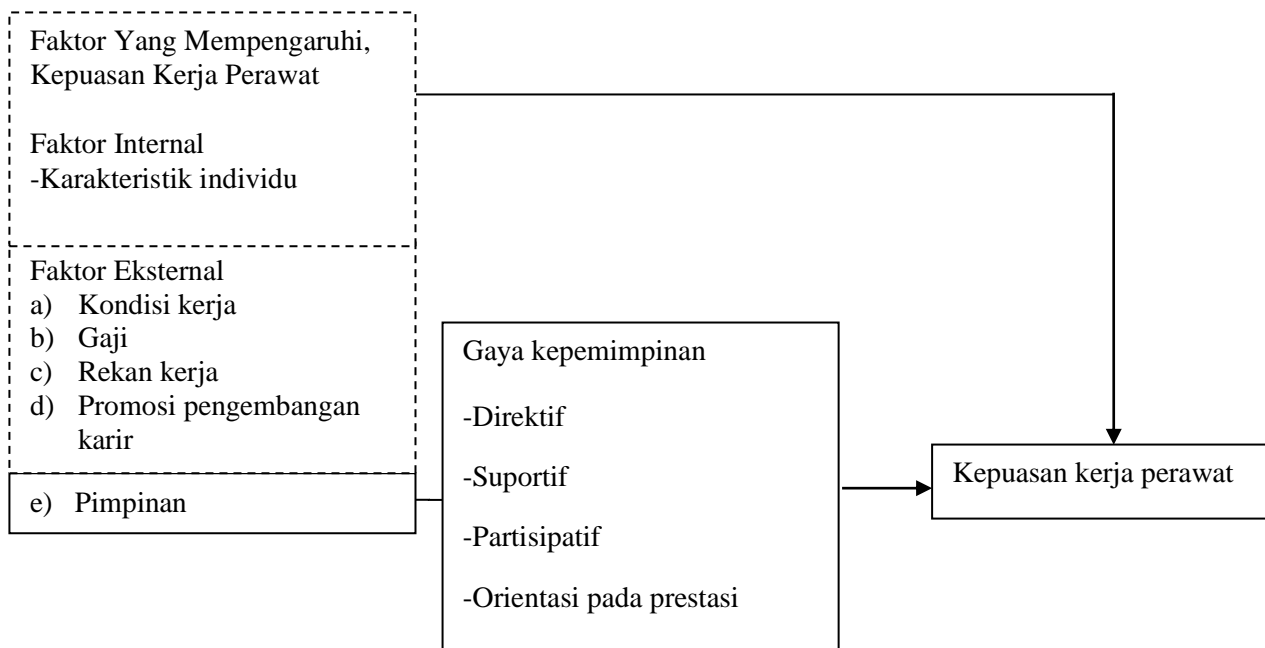 Faktor Yang Mempengaruhi,
Kepuasan Kerja Perawat
Faktor Internal
-Karakteristik individu
Faktor Eksternal
a) Kondisi kerja
b) Gaji
c) Rekan kerja
d) Promosi pengembangan
karir
e) Pimpinan
Gaya kepemimpinan
-Direktif
-Suportif
-Partisipatif
-Orientasi pada prestasi
Kepuasan kerja perawat